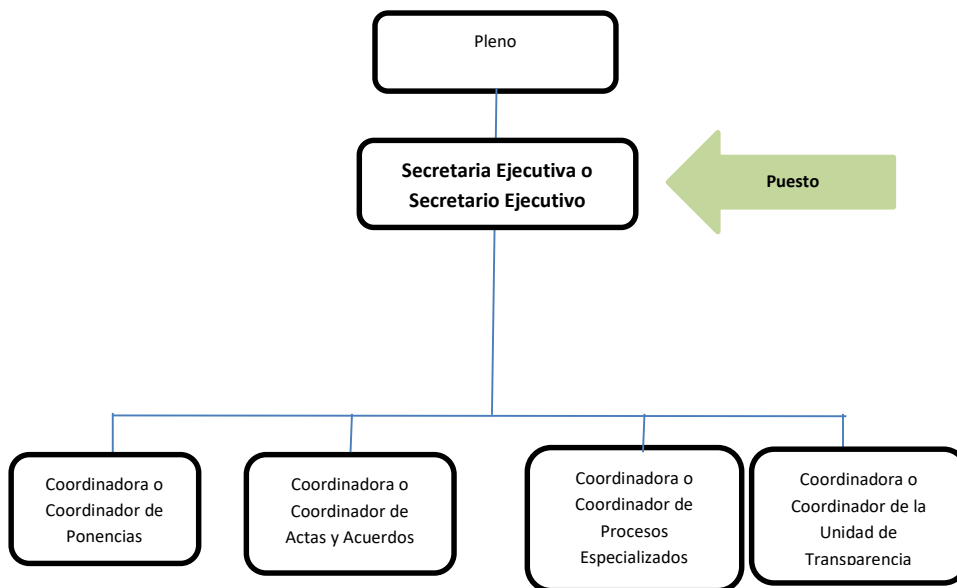 Pleno
Secretaria Ejecutiva o
Secretario Ejecutivo
Puesto
Coordinadora o
Coordinador de
Ponencias
Coordinadora o
Coordinador de
Actas y Acuerdos
Coordinadora o
Coordinador de
Procesos
Especializados
Coordinadora o
Coordinador de la
Unidad de
Transparencia